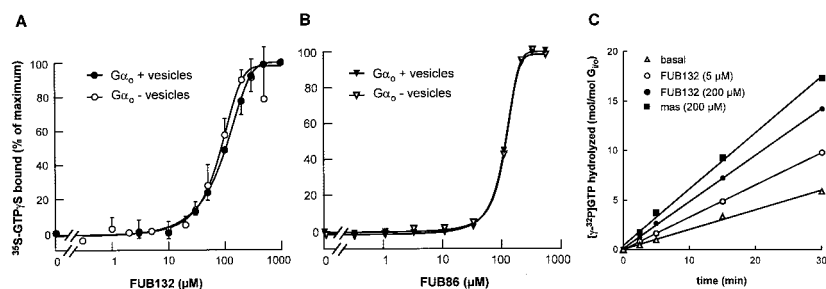 A
³⁵S-GTPγS bound (% of maximum)
100
80
60
40
20
0
Gαₒ + vesicles
Gαₒ - vesicles
0
1
10
100
1000
FUB132 (µM)
B
100
80
60
40
20
0
Gαₒ + vesicles
Gαₒ - vesicles
0
1
10
100
1000
FUB86 (µM)
C
[γ-³²P]GTP hydrolyzed (mol/mol Gᵢ/ₒ)
20
15
10
5
0
basal
FUB132 (5 µM)
FUB132 (200 µM)
mas (200 µM)
0
10
20
30
time (min)